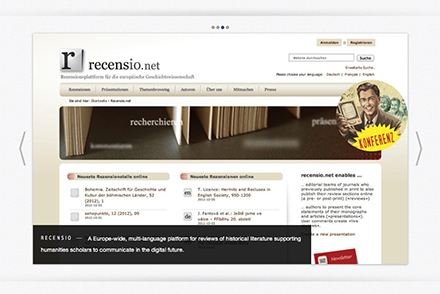 Anmelden Registrieren
r recensio.net
Rezensionsplattform für die europäische Geschichtswissenschaft
Website durchsuchen Suche
Erweiterte Suche…
Please choose your language Deutsch | Français | English
Rezensionen Präsentationen Themenbrowsing Autoren Über uns Mitmachen Presse
Sie sind hier: Startseite › Recensio.net
recherchieren
präsen
kommentieren
KONFERENZ
Neueste Rezensionsteile online
Bohemia. Zeitschrift für Geschichte und
Kultur der böhmischen Länder, 52
(2012), 1
sehepunkte, 12 (2012), 09
Neueste Rezensionen online
T. Licence: Hermits and Recluses in
English Society, 950-1200
J. Fantová et al.: Ještě jsme ve
válce – Příběhy 20. století
recensio.net enables ...
... editorial teams of journals who
previously published in print to also
publish their review sections online
(a pre- or post-print) («reviews»)
... authors to present the core
statements of their monographs
and articles («presentations»).
user comments create «live
Newsletter
te a new presentation
RECENSIO — A Europe-wide, multi-language platform for reviews of historical literature supporting
humanities scholars to communicate in the digital future.